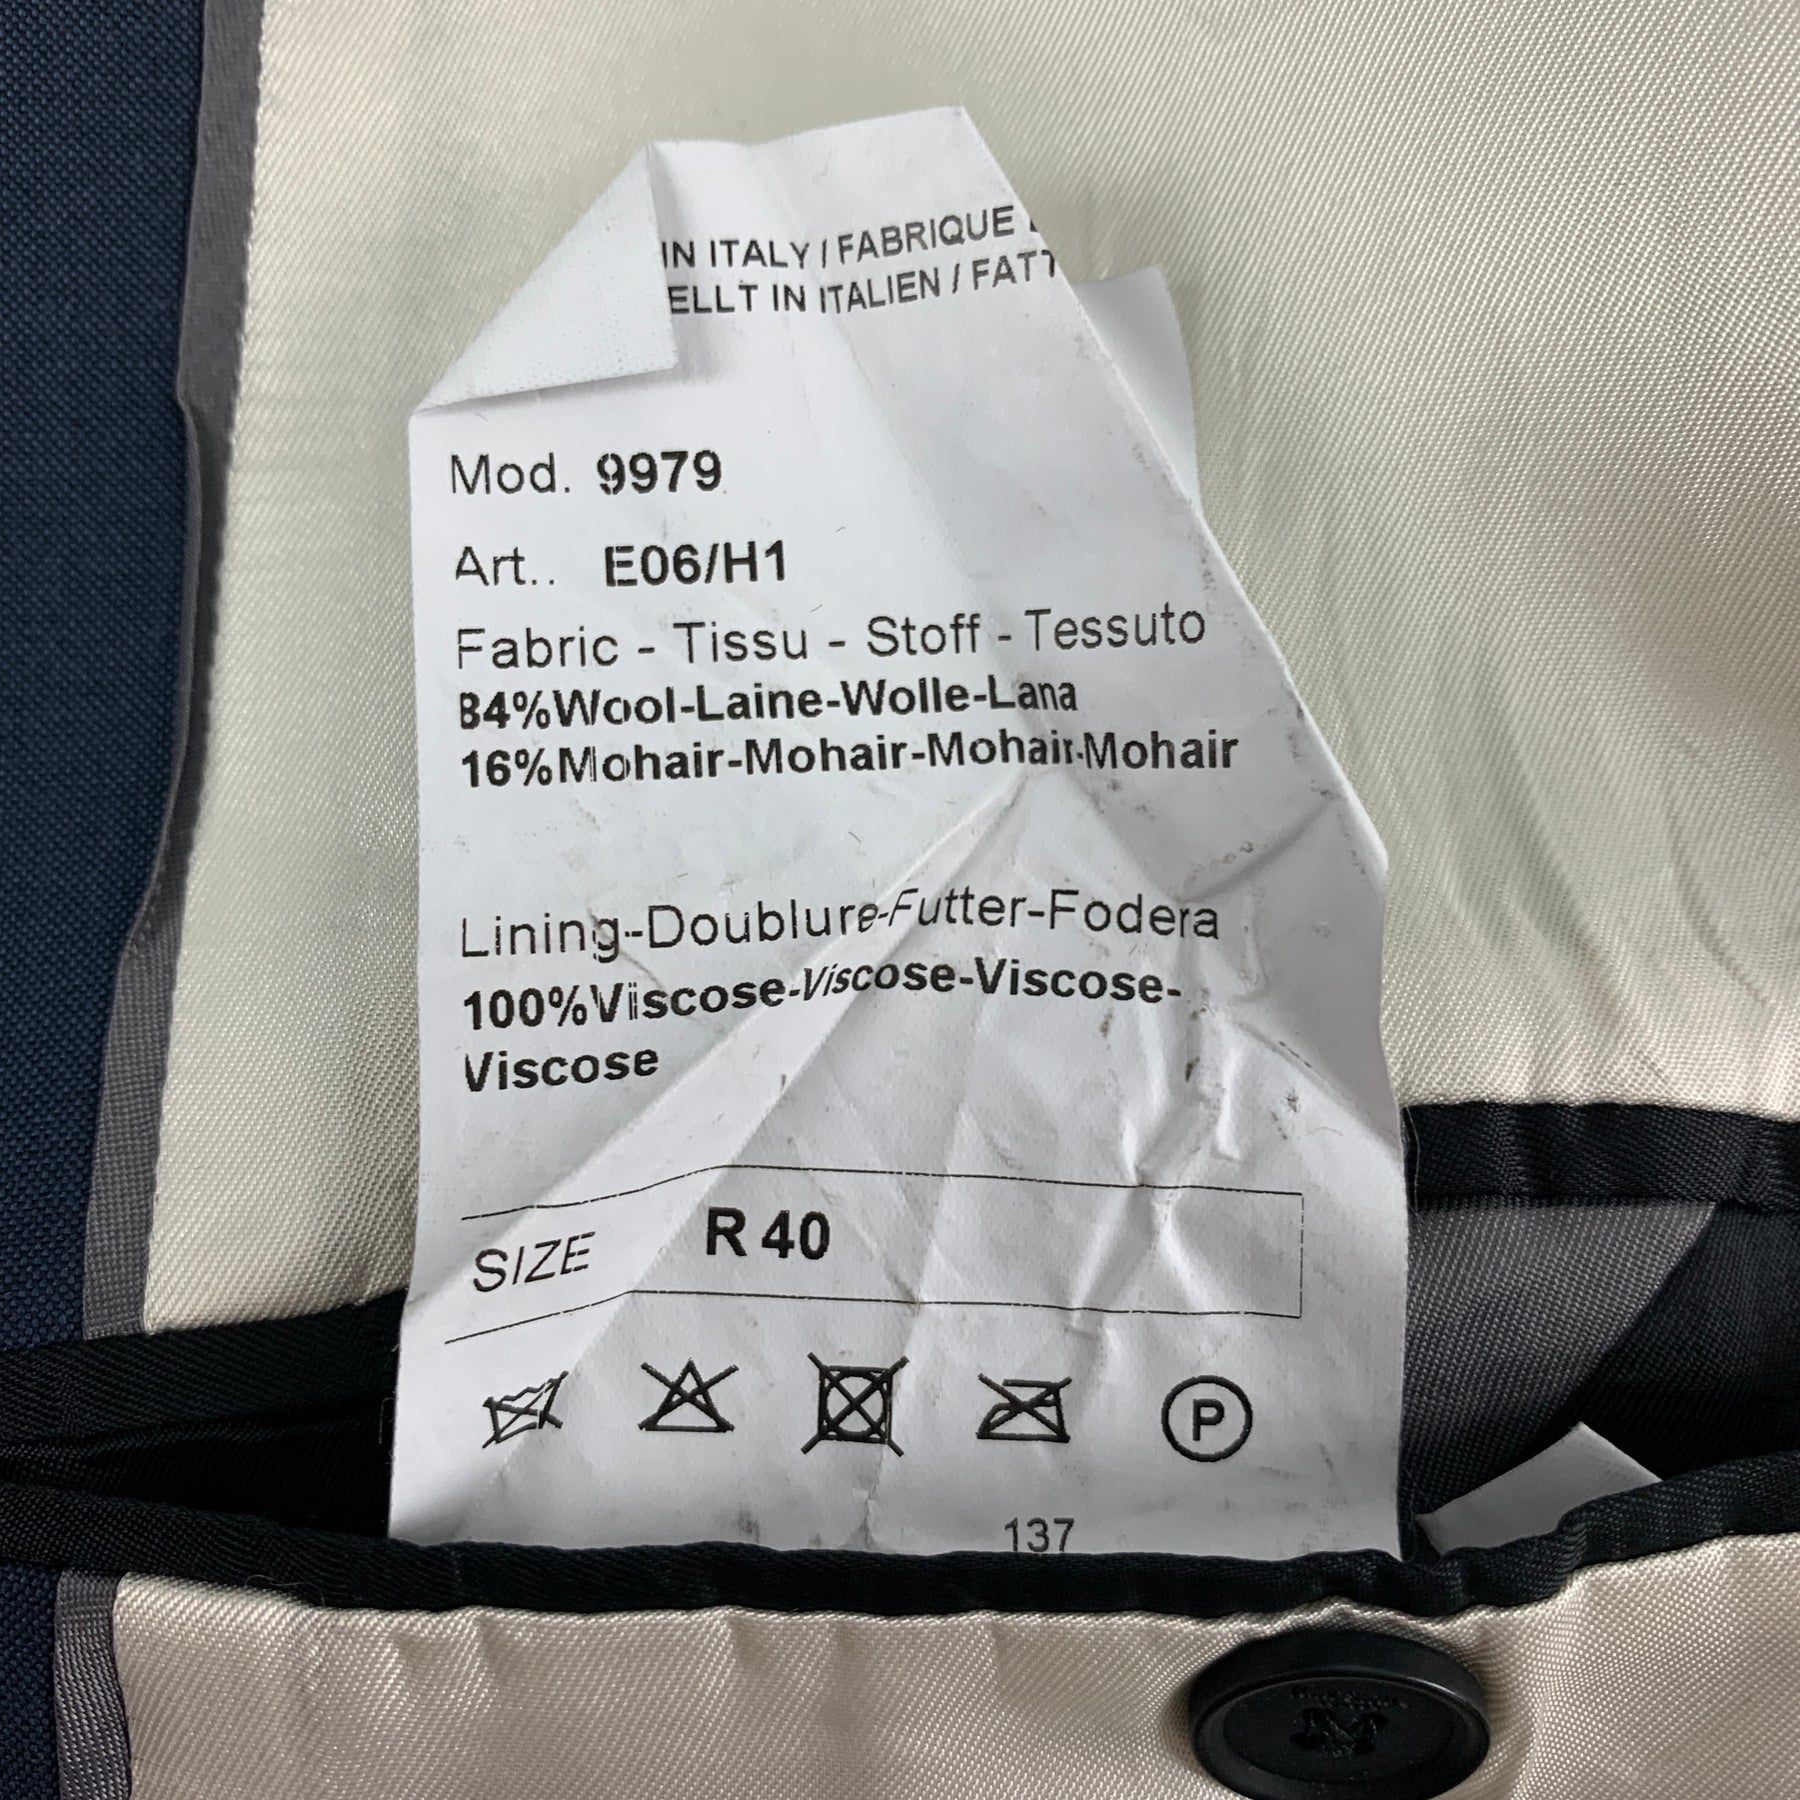 IN ITALY / FABRIQUE
ELLT IN ITALIEN / FATT
Mod. 9979
Art.. E06/H1
Fabric - Tissu - Stoff - Tessuto
84%Wool-Laine-Wolle-Lana
16%Mohair-Mohair-Mohair-Mohair
Lining-Doublure-Futter-Fodera
100%Viscose-Viscose-Viscose-
Viscose
SIZE R 40
P
137
M